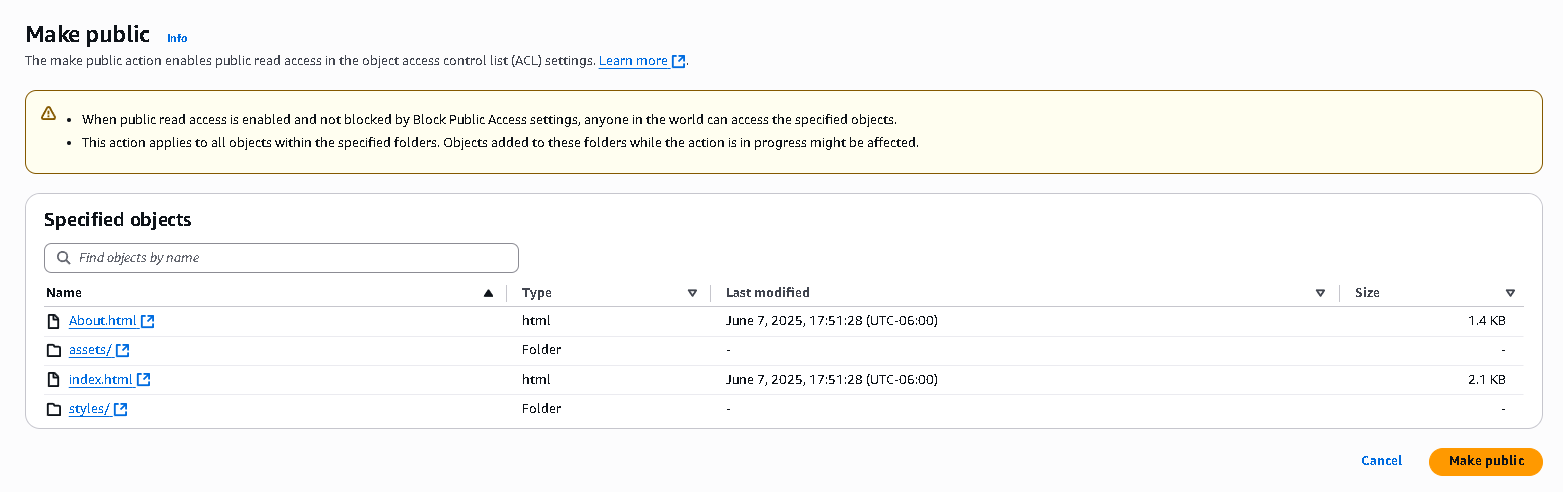 Make public Info
The make public action enables public read access in the object access control list (ACL) settings. Learn more.
• When public read access is enabled and not blocked by Block Public Access settings, anyone in the world can access the specified objects.
• This action applies to all objects within the specified folders. Objects added to these folders while the action is in progress might be affected.
Specified objects
Find objects by name
Name Type Last modified Size
About.html html June 7, 2025, 17:51:28 (UTC-06:00) 1.4 KB
assets/ Folder - -
index.html html June 7, 2025, 17:51:28 (UTC-06:00) 2.1 KB
styles/ Folder - -
Cancel Make public